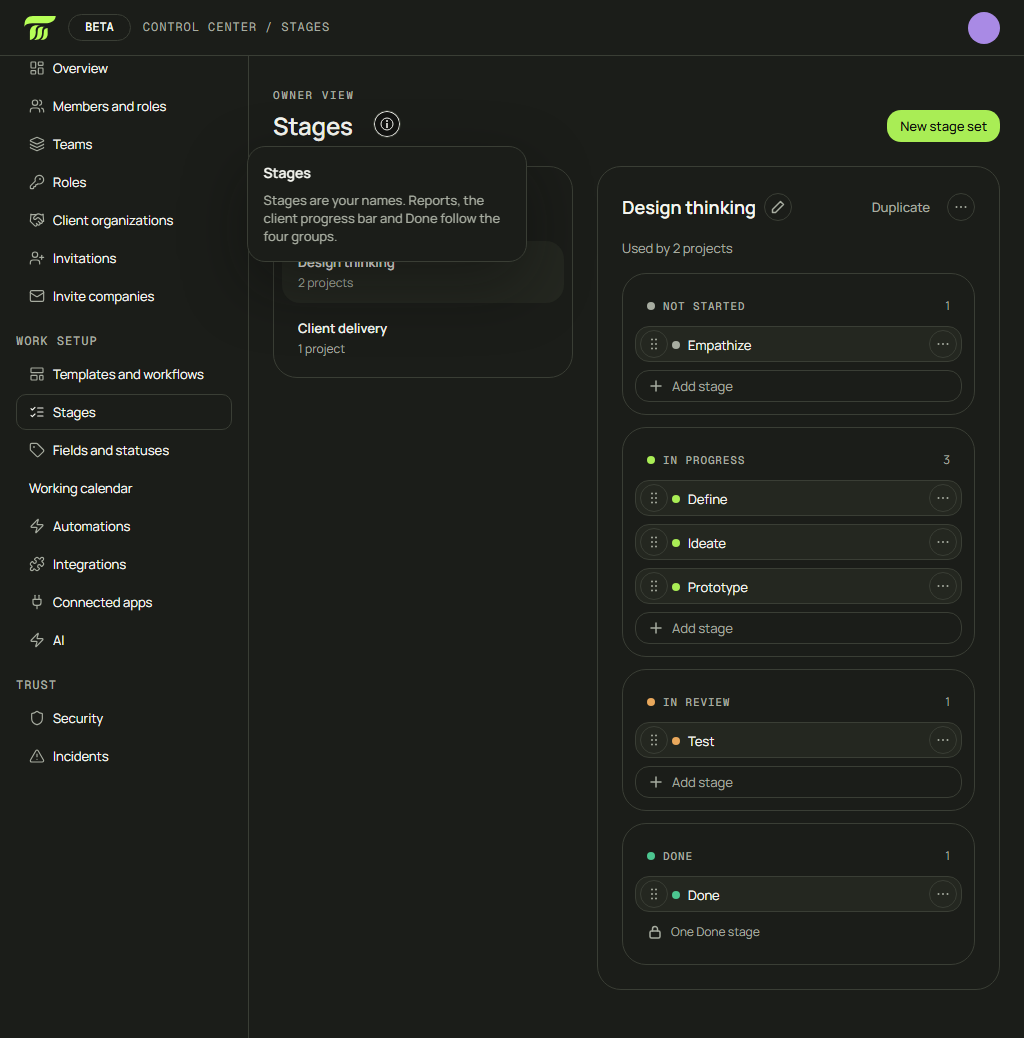 BETA
CONTROL CENTER / STAGES
Overview
Members and roles
Teams
Roles
Client organizations
Invitations
Invite companies
WORK SETUP
Templates and workflows
Stages
Fields and statuses
Working calendar
Automations
Integrations
Connected apps
AI
TRUST
Security
Incidents
OWNER VIEW
Stages
New stage set
Stages
Stages are your names. Reports, the
client progress bar and Done follow the
four groups.
Design thinking
2 projects
Client delivery
1 project
Design thinking
Duplicate
Used by 2 projects
NOT STARTED 1
Empathize
Add stage
IN PROGRESS 3
Define
Ideate
Prototype
Add stage
IN REVIEW 1
Test
Add stage
DONE 1
Done
One Done stage